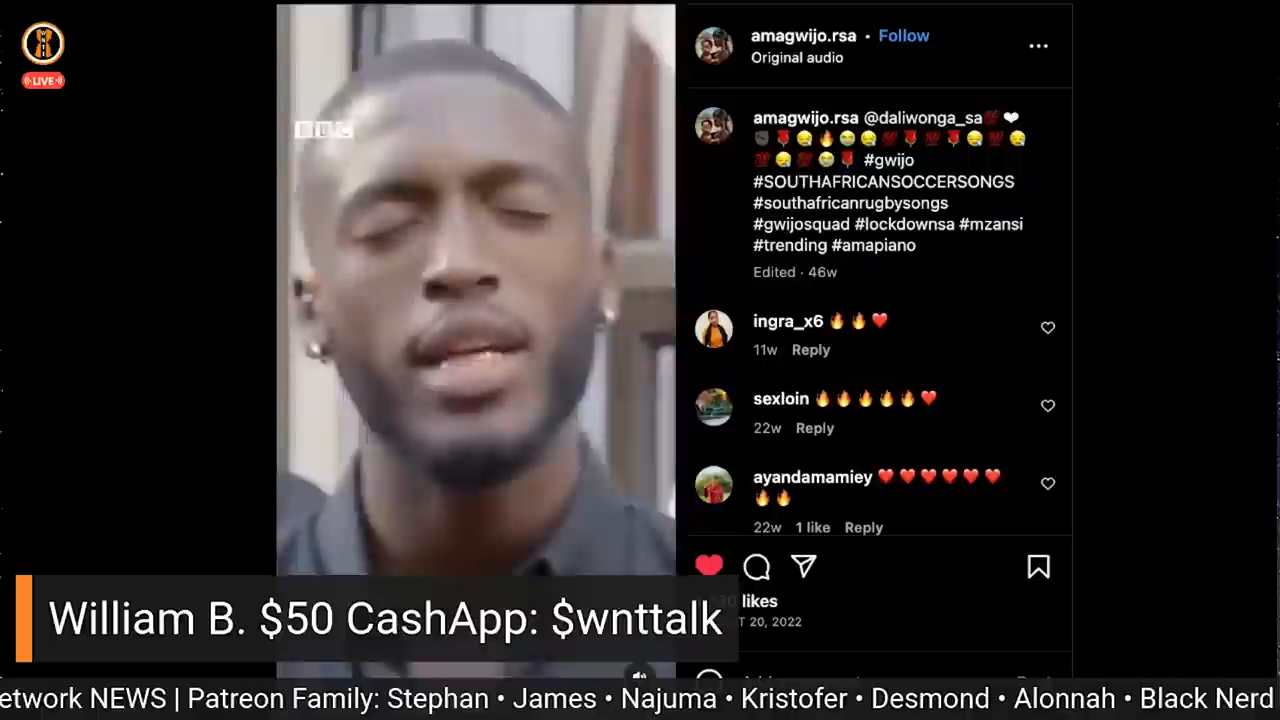 LIVE
BBC
amagwijo.rsa • Follow
Original audio
amagwijo.rsa @daliwonga_sa💯❤
🌹😪🔥😭😪💯🌹💯🌹😪💯😪
💯😪💯😭🌹 #gwijo
#SOUTHAFRICANSOCCERSONGS
#southafricanrugbysongs
#gwijosquad #lockdownsa #mzansi
#trending #amapiano
Edited · 46w
ingra_x6 🔥🔥❤️
11w Reply
sexloin 🔥🔥🔥🔥🔥❤️
22w Reply
ayandamamiey ❤️❤️❤️❤️❤️❤️
🔥🔥
22w 1 like Reply
likes
T 20, 2022
William B. $50 CashApp: $wnttalk
etwork NEWS | Patreon Family: Stephan • James • Najuma • Kristofer • Desmond • Alonnah • Black Nerd